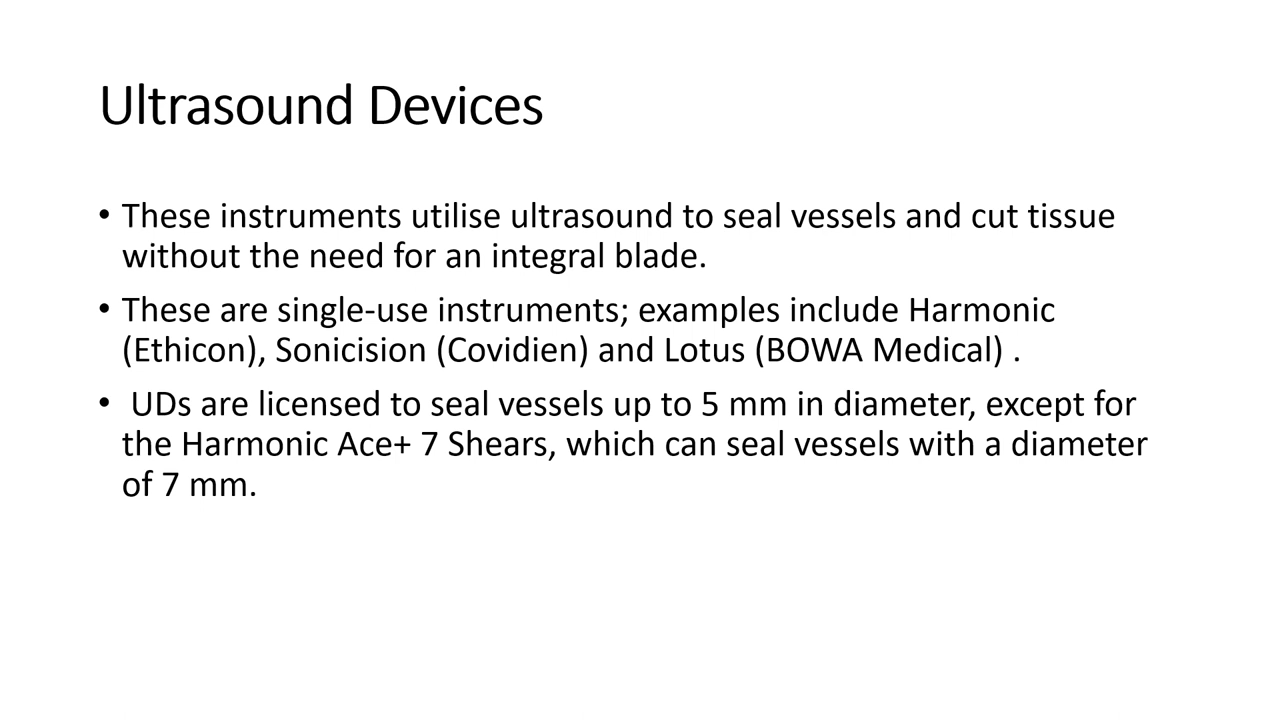 Ultrasound Devices
• These instruments utilise ultrasound to seal vessels and cut tissue
without the need for an integral blade.
• These are single-use instruments; examples include Harmonic
(Ethicon), Sonicision (Covidien) and Lotus (BOWA Medical) .
• UDs are licensed to seal vessels up to 5 mm in diameter, except for
the Harmonic Ace+ 7 Shears, which can seal vessels with a diameter
of 7 mm.